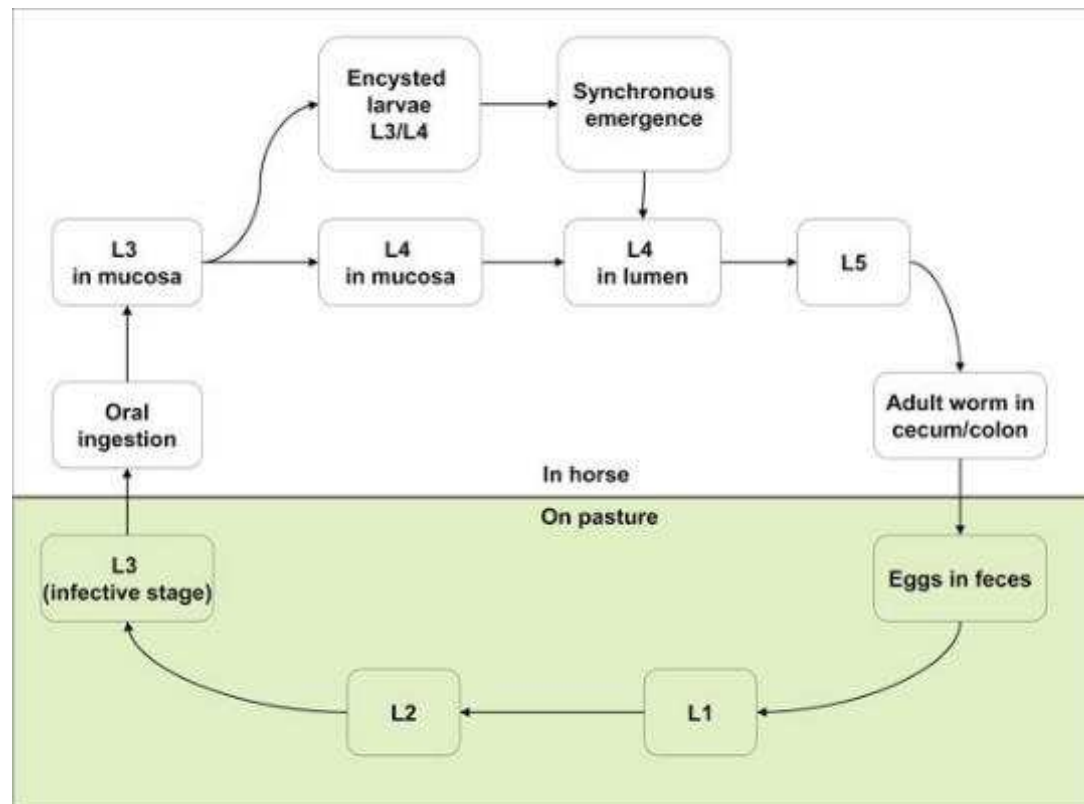 Encysted
larvae
L3/L4
Synchronous
emergence
L3
in mucosa
L4
in mucosa
L4
in lumen
L5
Oral
ingestion
Adult worm in
cecum/colon
In horse
On pasture
L3
(infective stage)
Eggs in feces
L2
L1